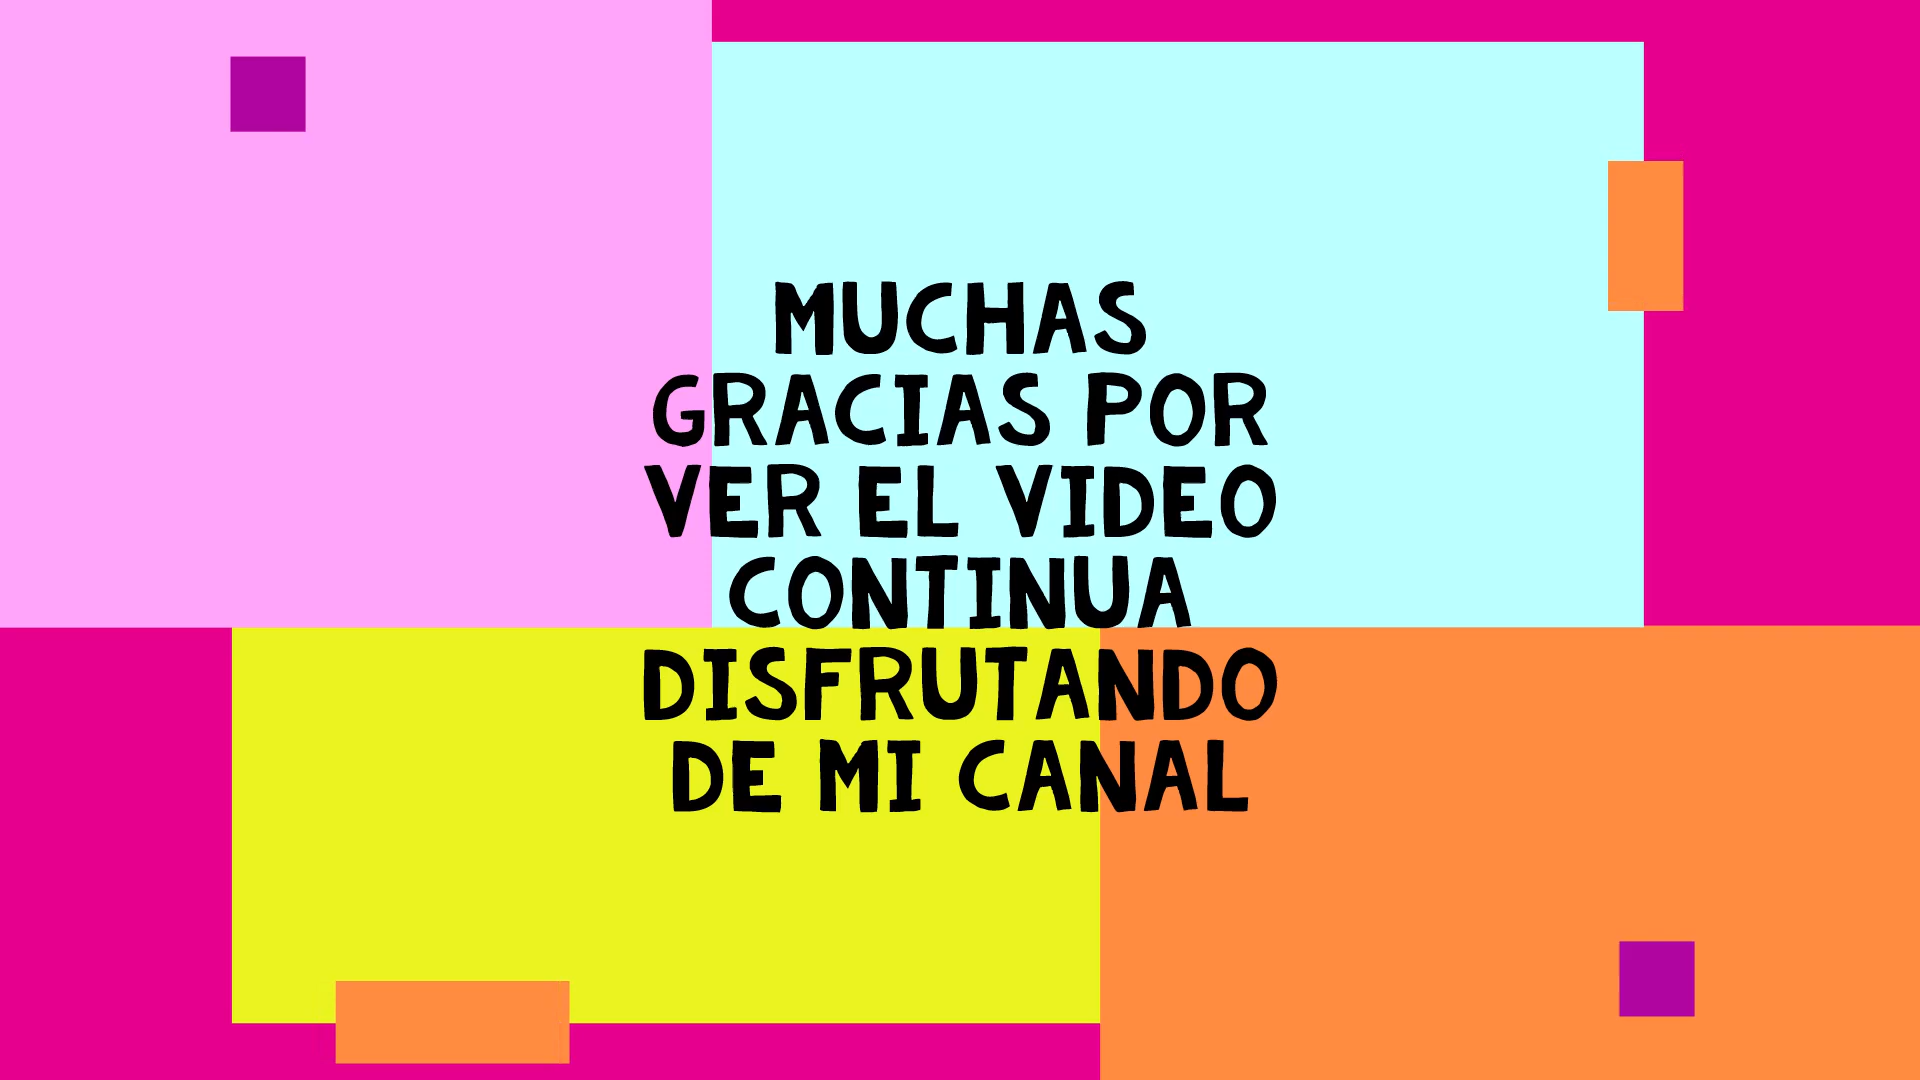 MUCHAS
GRACIAS POR
VER EL VIDEO
CONTINUA
DISFRUTANDO
DE MI CANAL